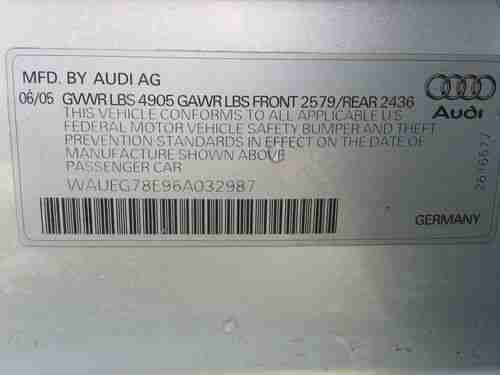 MFD. BY AUDI AG
06/05 GVWR LBS 4905 GAWR LBS FRONT 2579/REAR 2436
THIS VEHICLE CONFORMS TO ALL APPLICABLE U.S
FEDERAL MOTOR VEHICLE SAFETY BUMPER AND THEFT
PREVENTION STANDARDS IN EFFECT ON THE DATE OF
MANUFACTURE SHOWN ABOVE
PASSENGER CAR
WAUEG78E96A032987
GERMANY
Audi